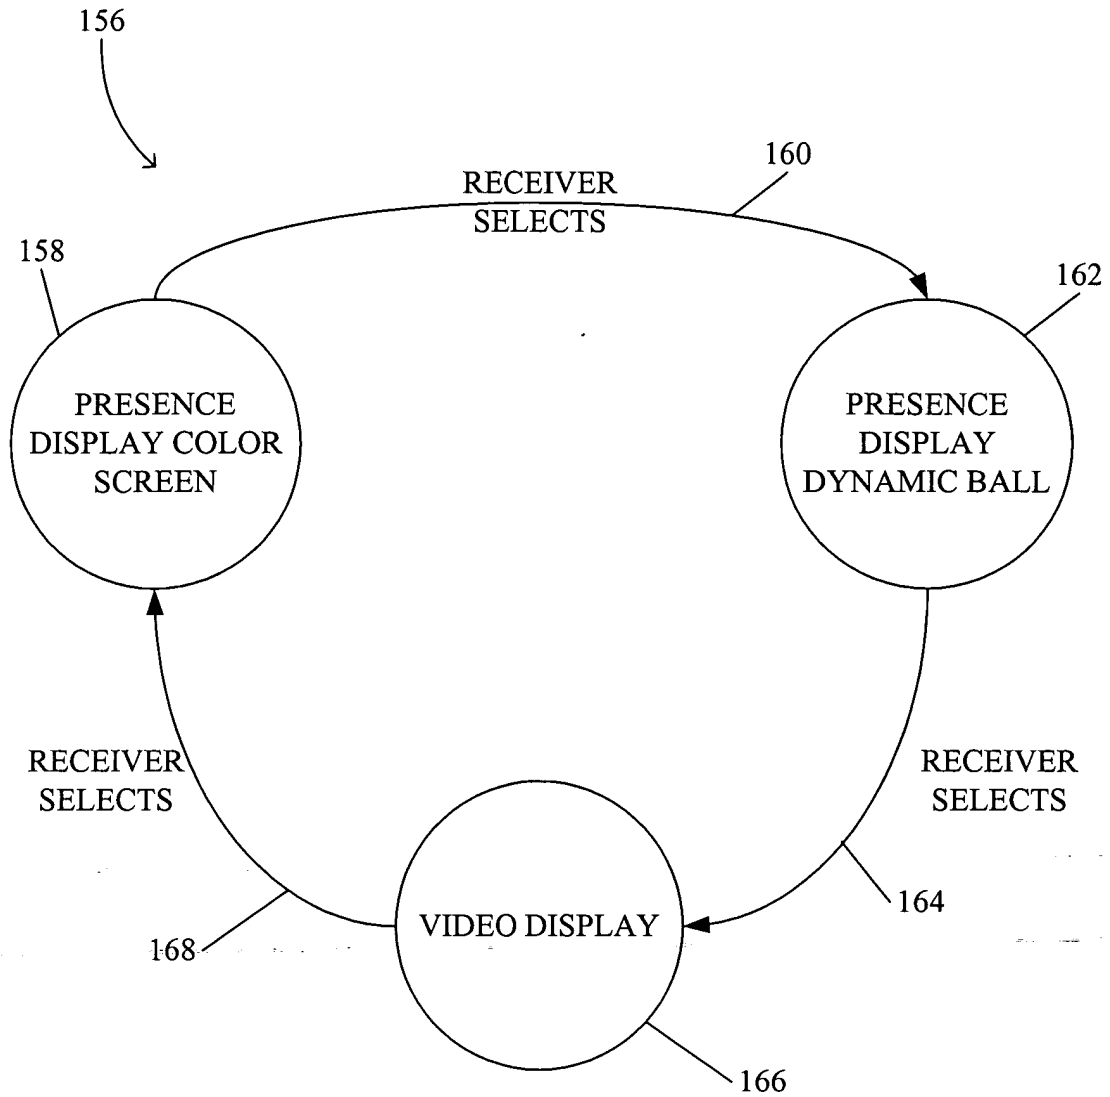 156
160
RECEIVER
SELECTS
158
162
PRESENCE
DISPLAY COLOR
SCREEN
PRESENCE
DISPLAY
DYNAMIC BALL
RECEIVER
SELECTS
RECEIVER
SELECTS
164
VIDEO DISPLAY
168
166